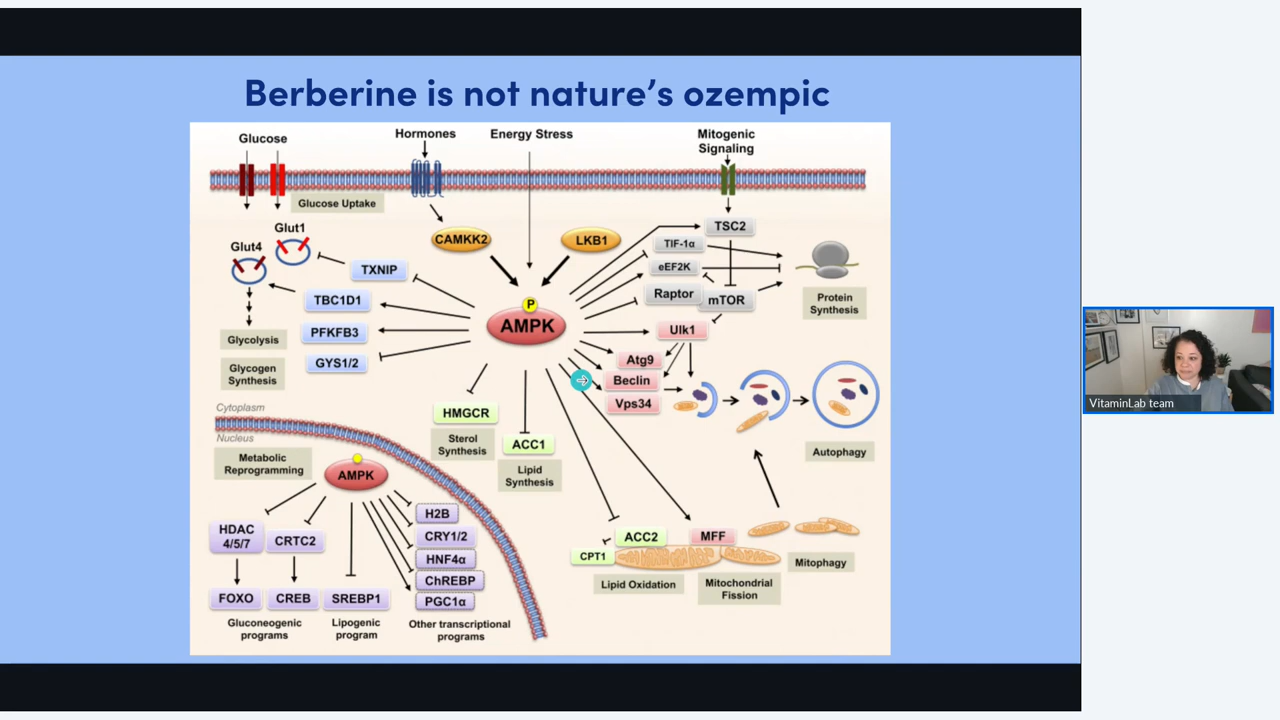 Berberine is not nature's ozempic
Glucose
Hormones
Energy Stress
Mitogenic
Signaling
Glucose Uptake
Glut1
Glut4
CAMKK2
LKB1
TSC2
TIF-1α
eEF2K
Raptor
mTOR
Protein
Synthesis
TXNIP
TBC1D1
PFKFB3
GYS1/2
Glycolysis
Glycogen
Synthesis
P
AMPK
Ulk1
Atg9
Beclin
Vps34
Autophagy
HMGCR
Sterol
Synthesis
ACC1
Lipid
Synthesis
Cytoplasm
Nucleus
Metabolic
Reprogramming
AMPK
HDAC
4/5/7
CRTC2
H2B
CRY1/2
HNF4α
ChREBP
PGC1α
FOXO
CREB
SREBP1
Gluconeogenic
programs
Lipogenic
program
Other transcriptional
programs
ACC2
CPT1
MFF
Lipid Oxidation
Mitochondrial
Fission
Mitophagy
VitaminLab team